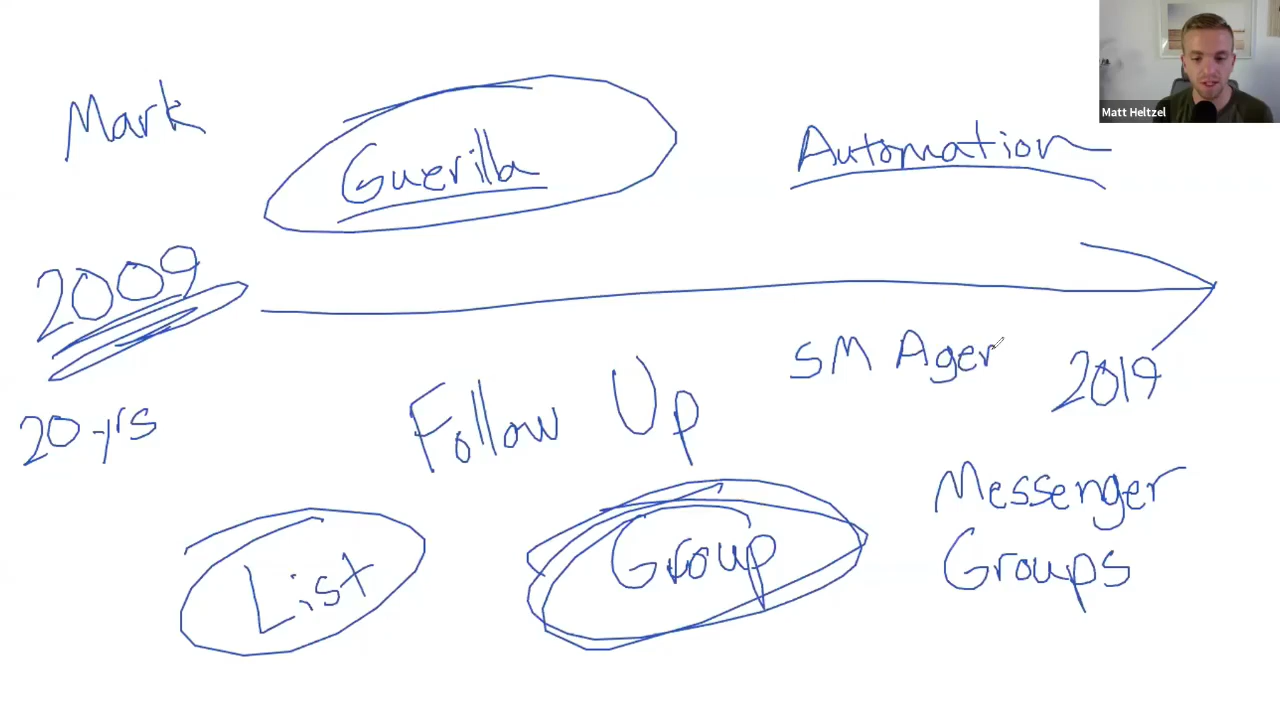 Matt Heltzel
Mark
Guerilla
Automation
2009
SM Ager
2019
20 yrs
Follow Up
List
Group
Messenger
Groups